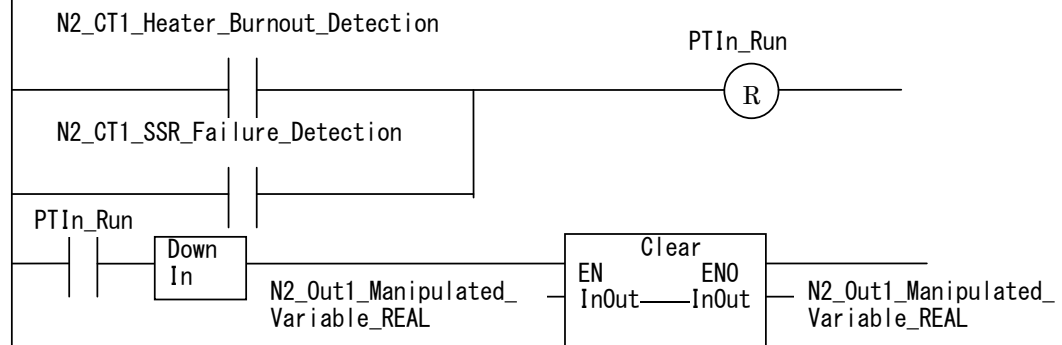 N2_CT1_Heater_Burnout_Detection
PTIn_Run
R
N2_CT1_SSR_Failure_Detection
PTIn_Run
Down
In
Clear
EN ENO
InOut InOut
N2_Out1_Manipulated_
Variable_REAL
N2_Out1_Manipulated_
Variable_REAL